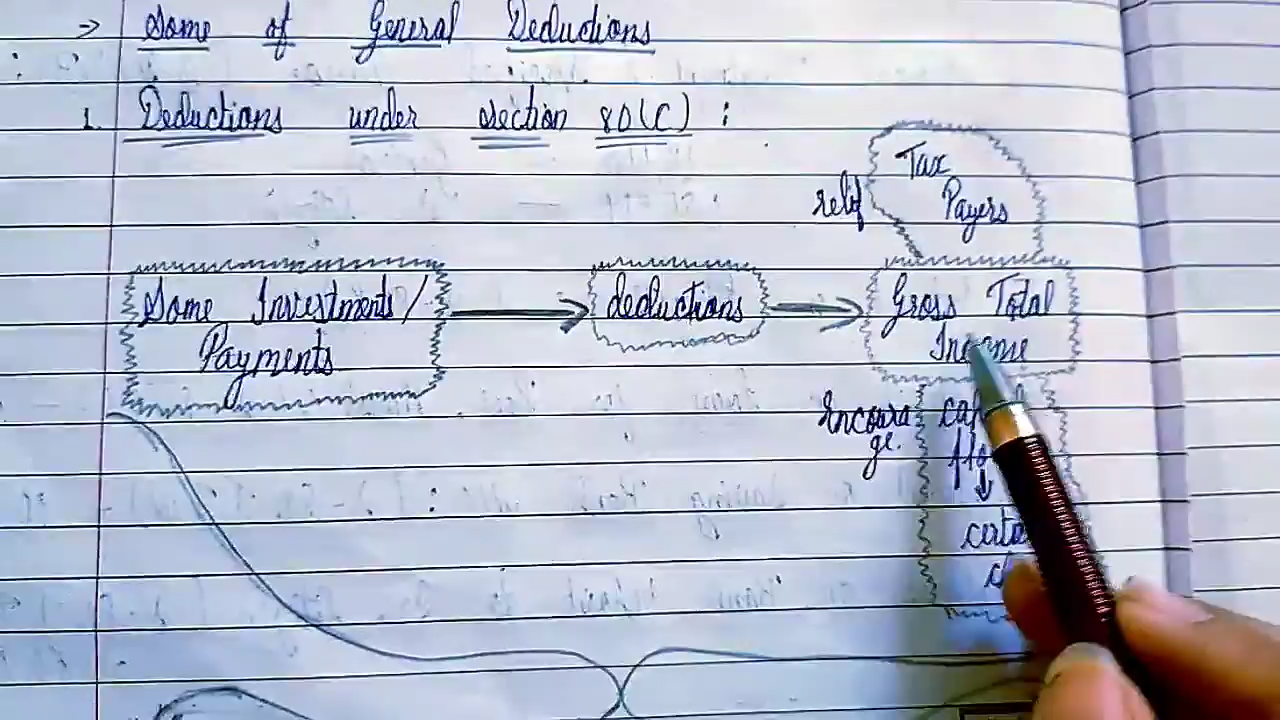 -> Some of General Deductions
1. Deductions under section 80(C) :
Tax
Payers
relif
Some Investments/
Payments
deductions
Gross Total
Income
Encoura
ge.